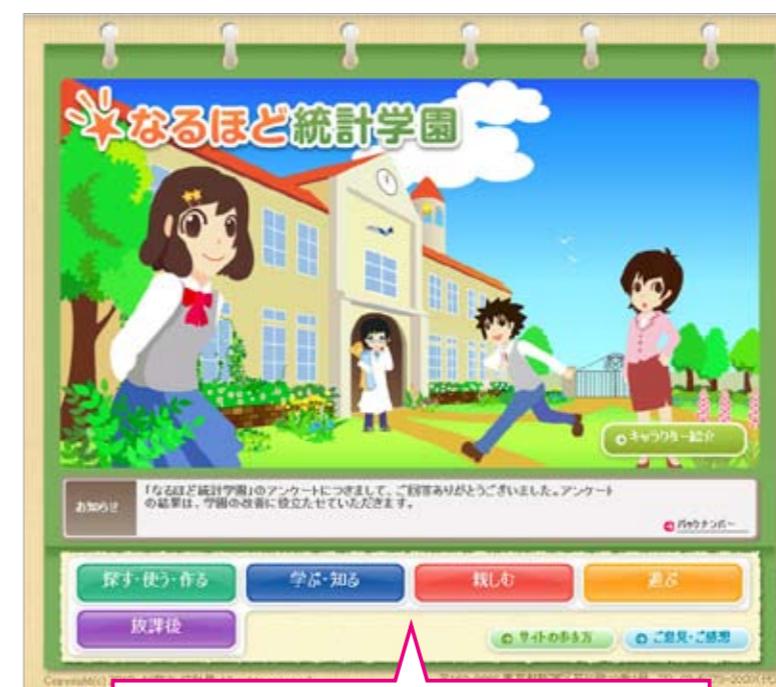 なるほど統計学園
キャラクター紹介
お知らせ
「なるほど統計学園」のアンケートにつきまして、ご回答ありがとうございました。アンケート
の結果は、学園の改善に役立たせていただきます。
バックナンバー
探す・使う・作る
学ぶ・知る
親しむ
遊ぶ
放課後
サイトの歩き方
ご意見・ご感想